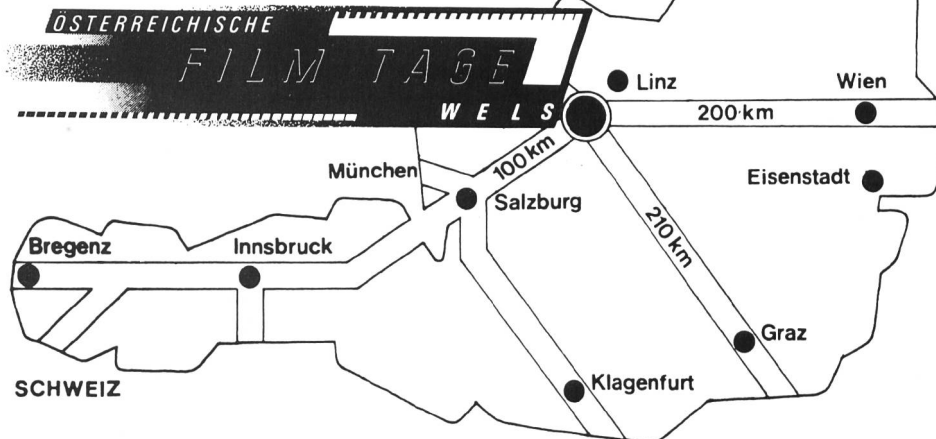 ÖSTERREICHISCHE
FILM TAGE
WELS
Linz
Wien
200 km
100 km
München
Salzburg
Eisenstadt
210 km
Bregenz
Innsbruck
Graz
Klagenfurt
SCHWEIZ